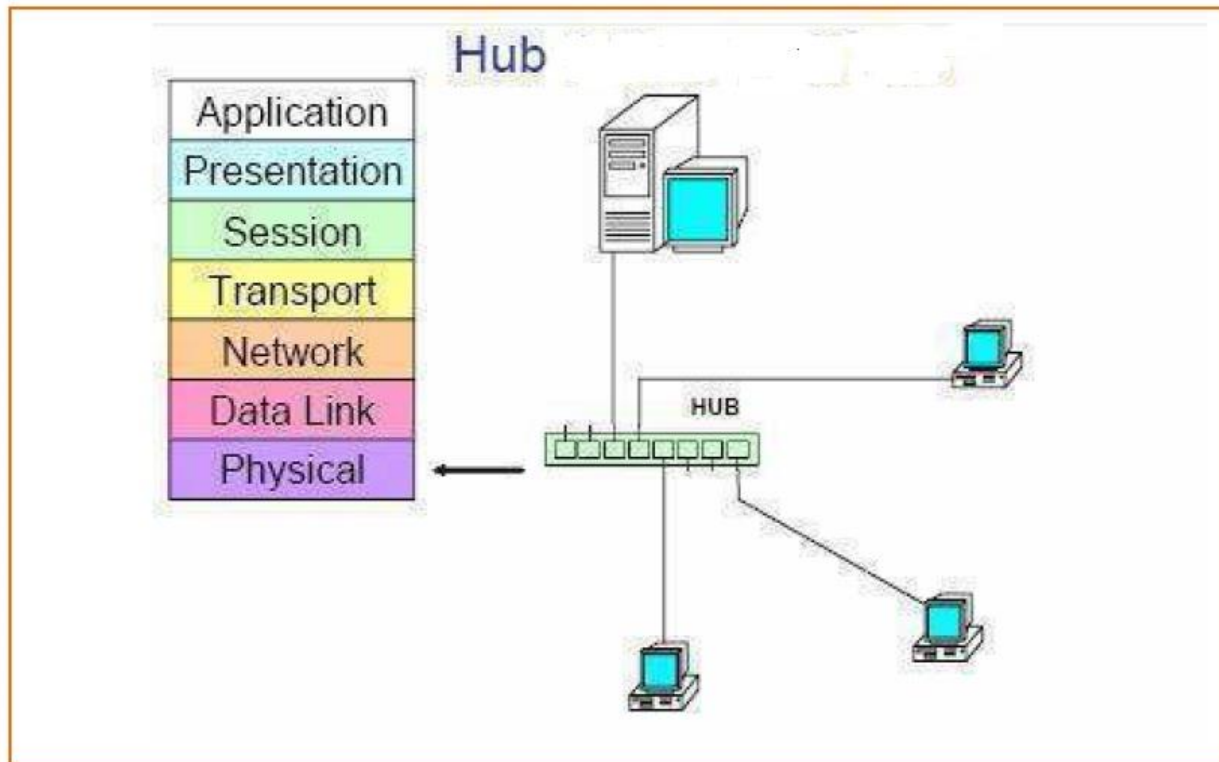 Hub
Application
Presentation
Session
Transport
Network
Data Link
Physical
HUB